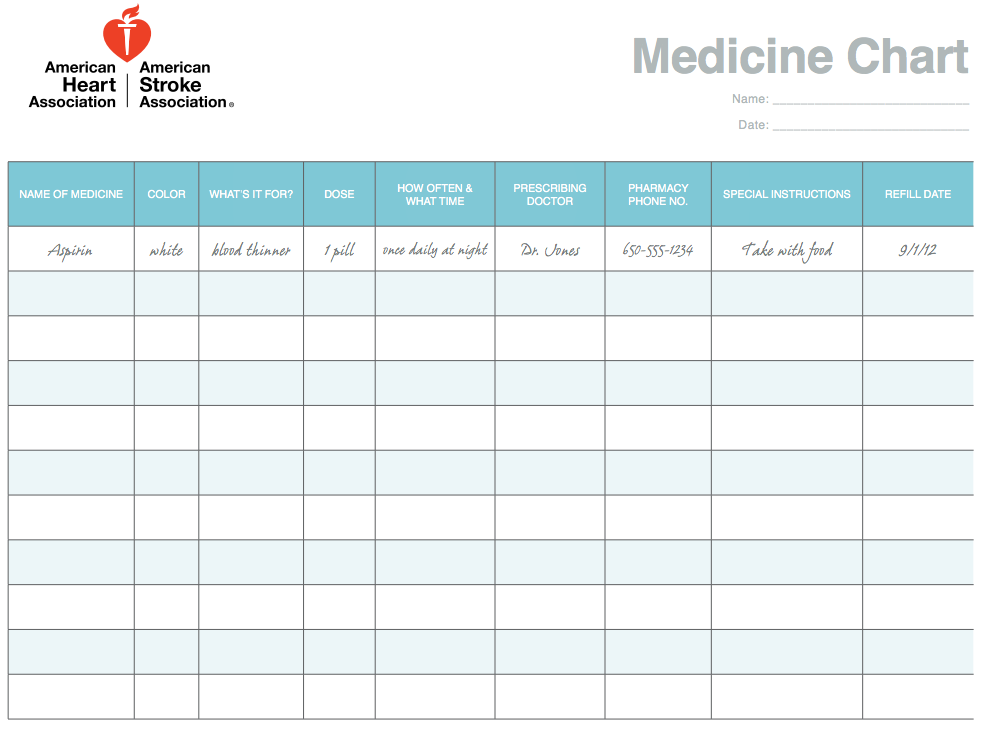 American American
Heart Stroke
Association Association®
Medicine Chart
Name:
Date:
NAME OF MEDICINE COLOR WHAT'S IT FOR? DOSE HOW OFTEN & WHAT TIME PRESCRIBING DOCTOR PHARMACY PHONE NO. SPECIAL INSTRUCTIONS REFILL DATE
Aspirin white blood thinner 1 pill once daily at night Dr. Jones 650-555-1234 Take with food 9/1/12